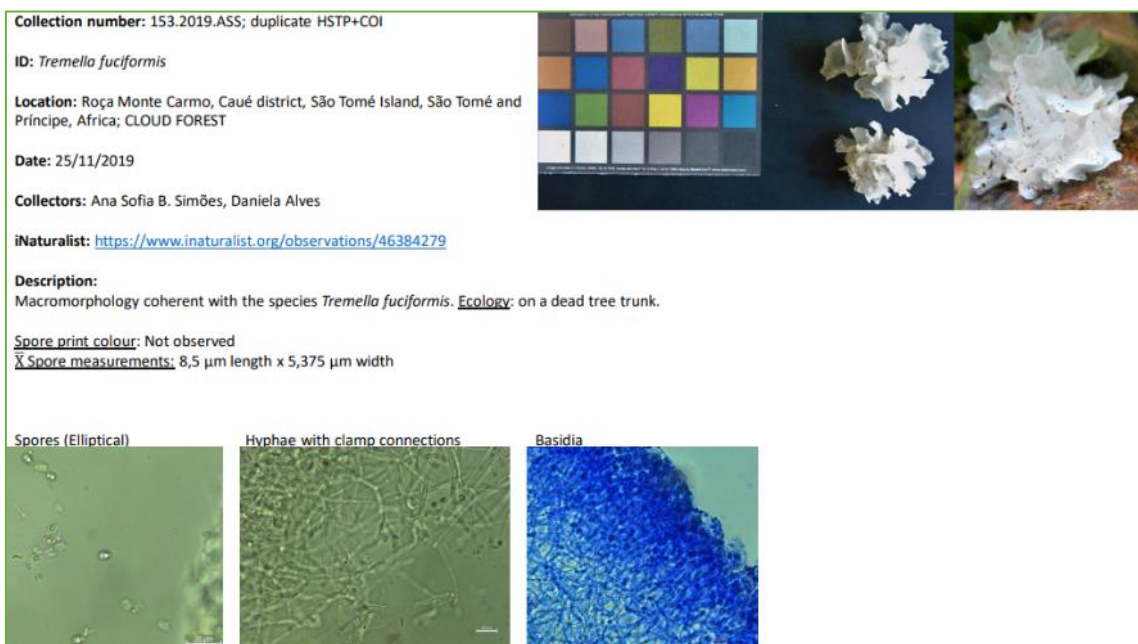 Collection number: 153.2019.ASS; duplicate HSTP+COI
ID: Tremella fuciformis
Location: Roça Monte Carmo, Caué district, São Tomé Island, São Tomé and
Príncipe, Africa; CLOUD FOREST
Date: 25/11/2019
Collectors: Ana Sofia B. Simões, Daniela Alves
iNaturalist: https://www.inaturalist.org/observations/46384279
Description:
Macromorphology coherent with the species Tremella fuciformis. Ecology: on a dead tree trunk.
Spore print colour: Not observed
X̅ Spore measurements: 8,5 µm length x 5,375 µm width
Spores (Elliptical) Hyphae with clamp connections Basidia